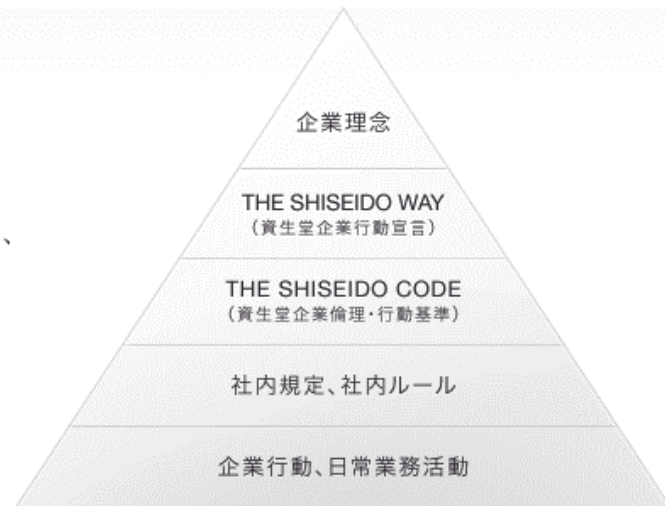 企業理念
THE SHISEIDO WAY
（資生堂企業行動宣言）
、
THE SHISEIDO CODE
（資生堂企業倫理・行動基準）
社内規定、社内ルール
企業行動、日常業務活動